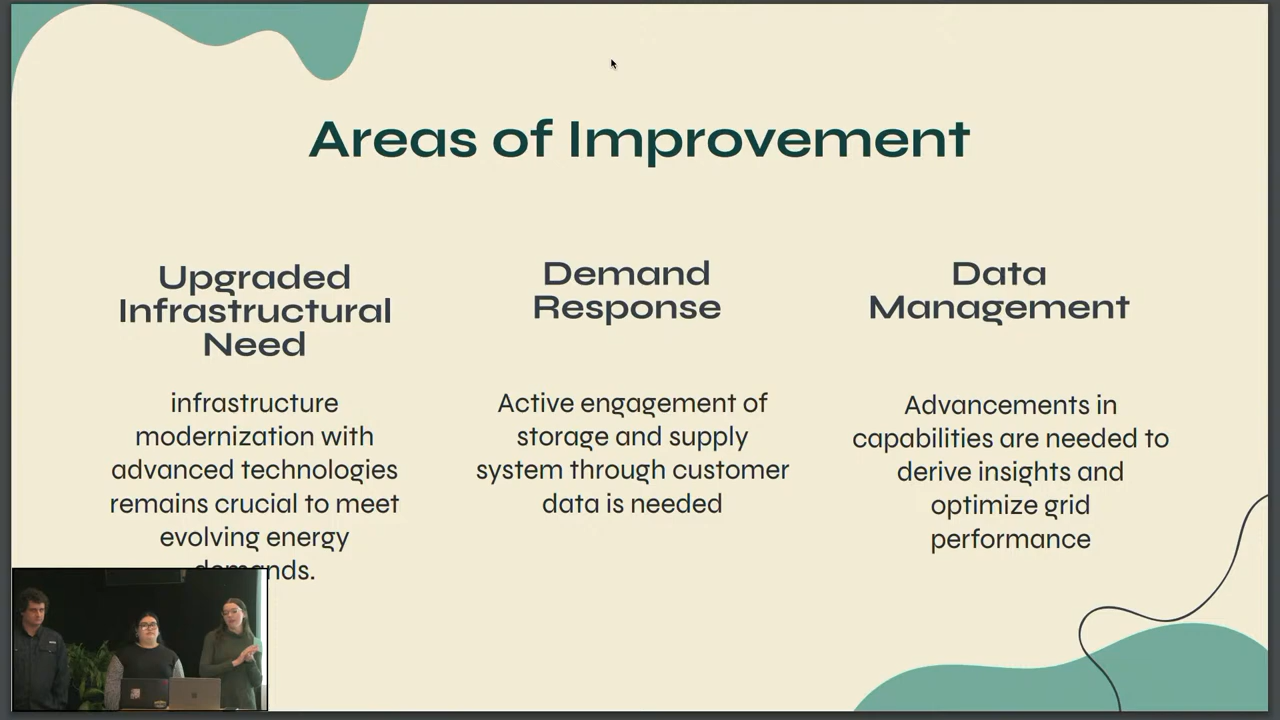 Areas of Improvement
Upgraded
Infrastructural
Need
infrastructure
modernization with
advanced technologies
remains crucial to meet
evolving energy
demands.
Demand
Response
Active engagement of
storage and supply
system through customer
data is needed
Data
Management
Advancements in
capabilities are needed to
derive insights and
optimize grid
performance